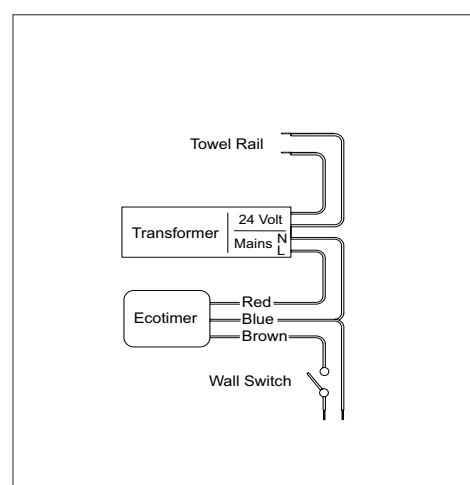 Towel Rail
Transformer
24 Volt
Mains N
L
Red
Ecotimer
Blue
Brown
Wall Switch